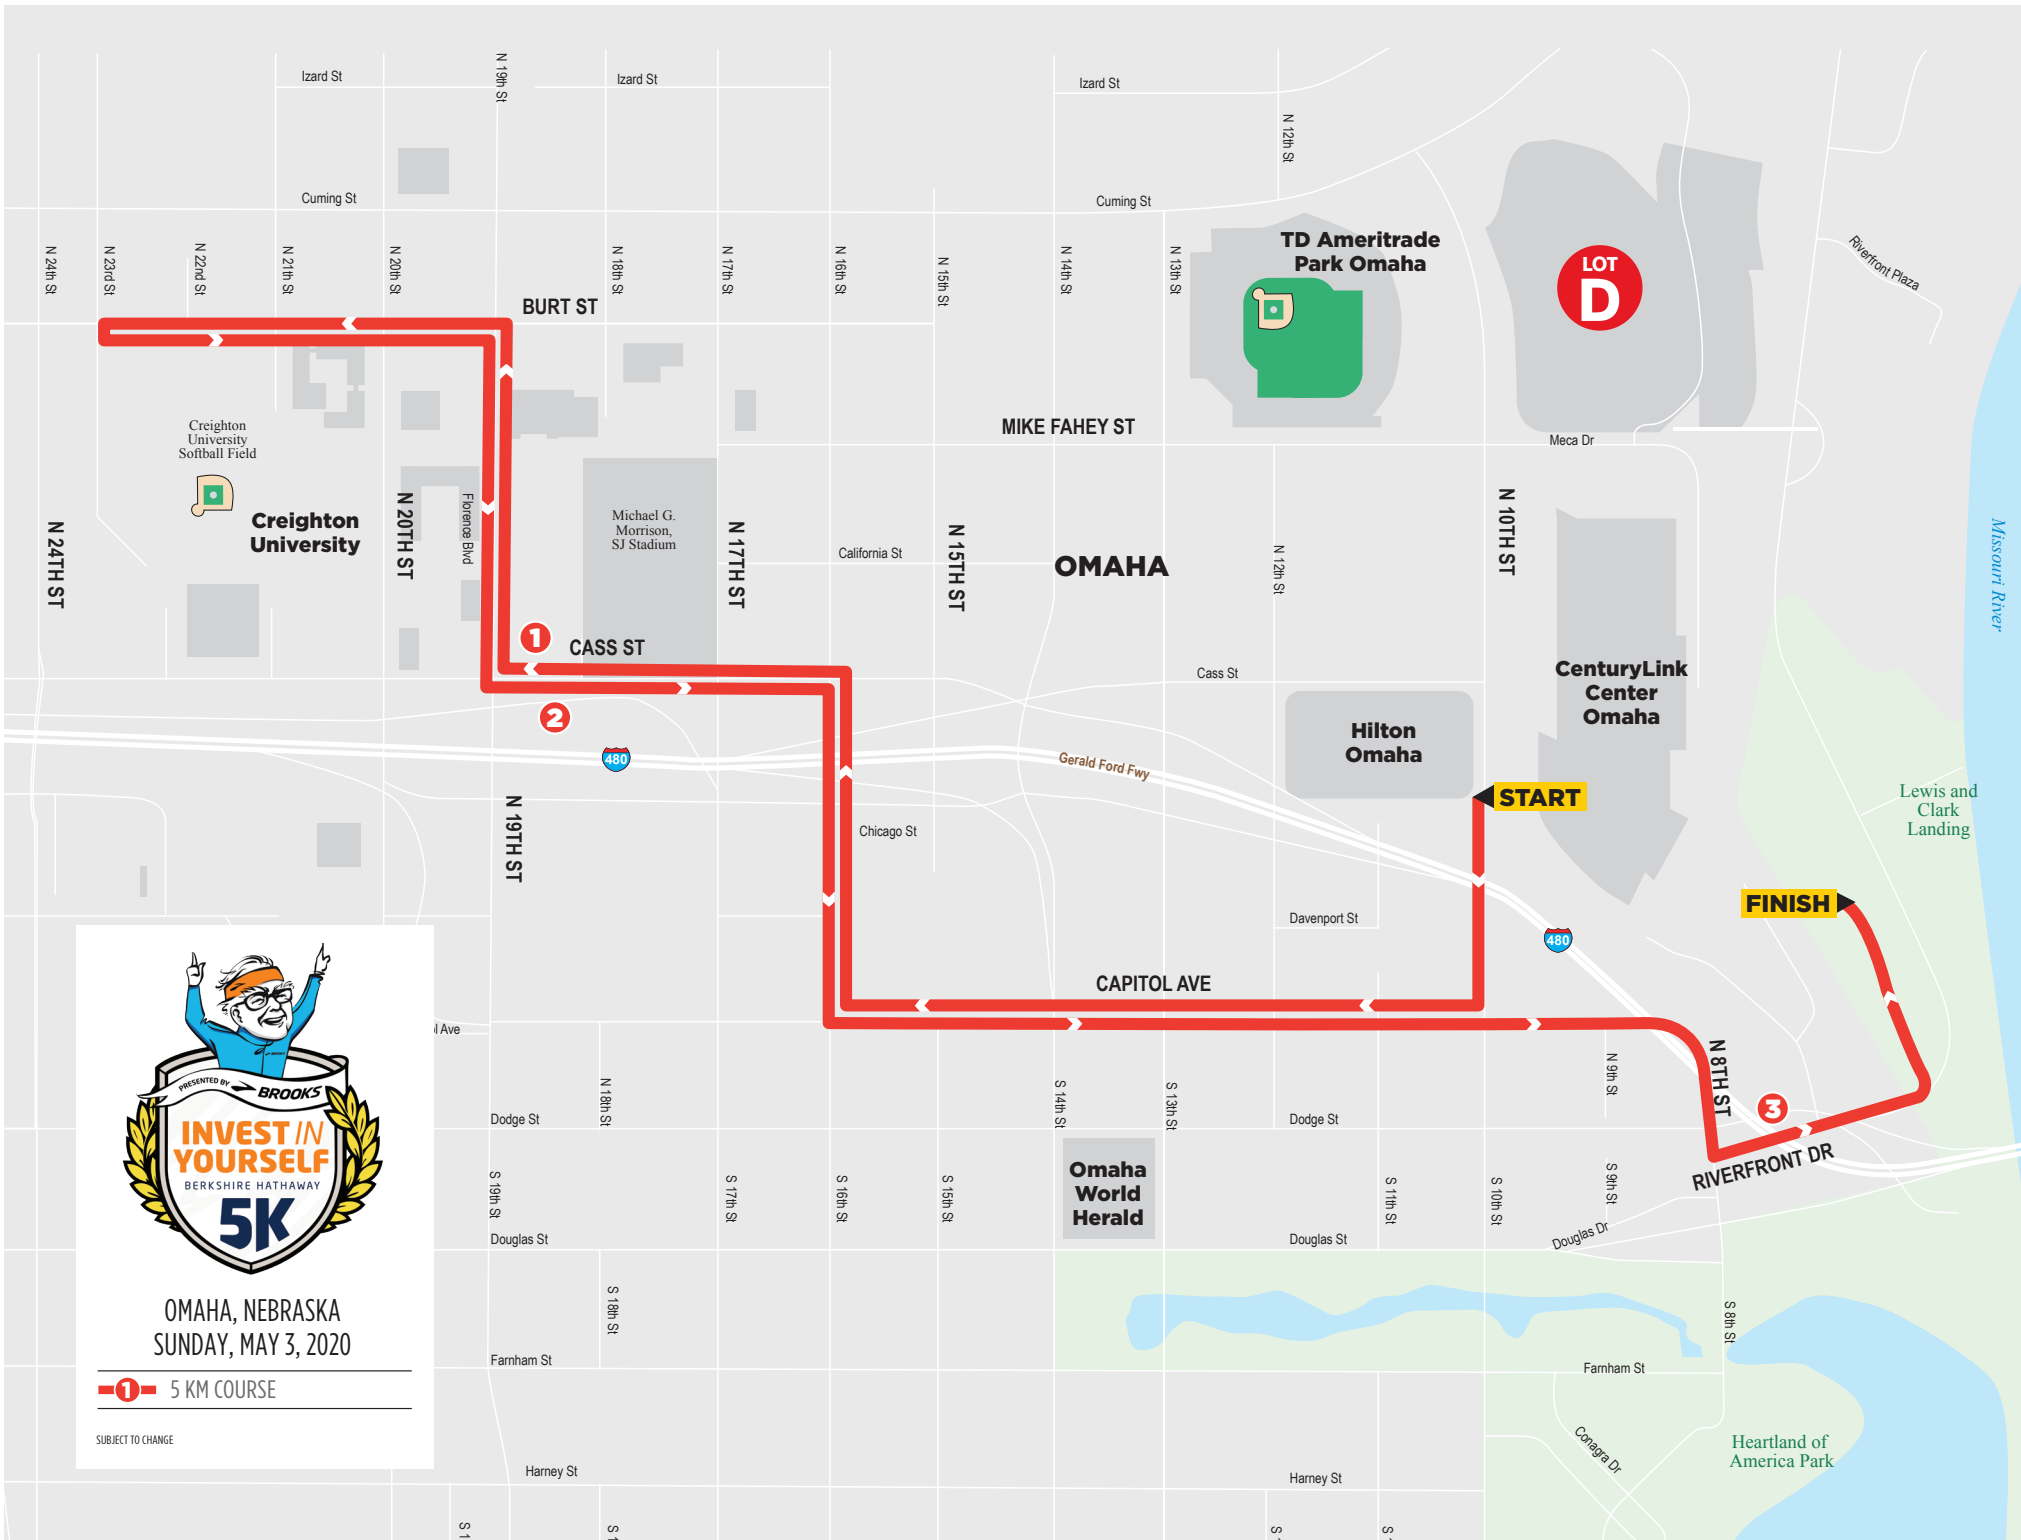 Izard St
N 19th St
Izard St
Izard St
N 12th St
Cuming St
Cuming St
N 24th St
N 23rd St
N 22nd St
N 21th St
N 20th St
N 18th St
N 17th St
N 16th St
N 15th St
N 14th St
N 13th St
TD Ameritrade
Park Omaha
LOT
D
Riverfront Plaza
BURT ST
MIKE FAHEY ST
Meca Dr
Creighton
University
Softball Field
Creighton
University
N 24TH ST
N 20TH ST
Florence Blvd
Michael G.
Morrison,
SJ Stadium
N 17TH ST
California St
N 15TH ST
OMAHA
N 12th St
N 10TH ST
Missouri River
1
CASS ST
Cass St
CenturyLink
Center
Omaha
2
480
Gerald Ford Fwy
Hilton
Omaha
START
Lewis and
Clark
Landing
N 19TH ST
Chicago St
FINISH
Davenport St
480
CAPITOL AVE
ol Ave
N 18th St
S 14th St
S 13th St
N 9th St
N 8TH ST
3
Dodge St
Dodge St
RIVERFRONT DR
Omaha
World
Herald
S 19th St
S 17th St
S 16th St
S 15th St
S 11th St
S 10th St
S 9th St
Douglas St
Douglas St
Douglas Dr
S 18th St
S 8th St
Farnham St
Farnham St
Conagra Dr
Heartland of
America Park
Harney St
Harney St
S 1
S 1
S
S
PRESENTED BY BROOKS
INVEST IN
YOURSELF
BERKSHIRE HATHAWAY
5K
OMAHA, NEBRASKA
SUNDAY, MAY 3, 2020
1 5 KM COURSE
SUBJECT TO CHANGE